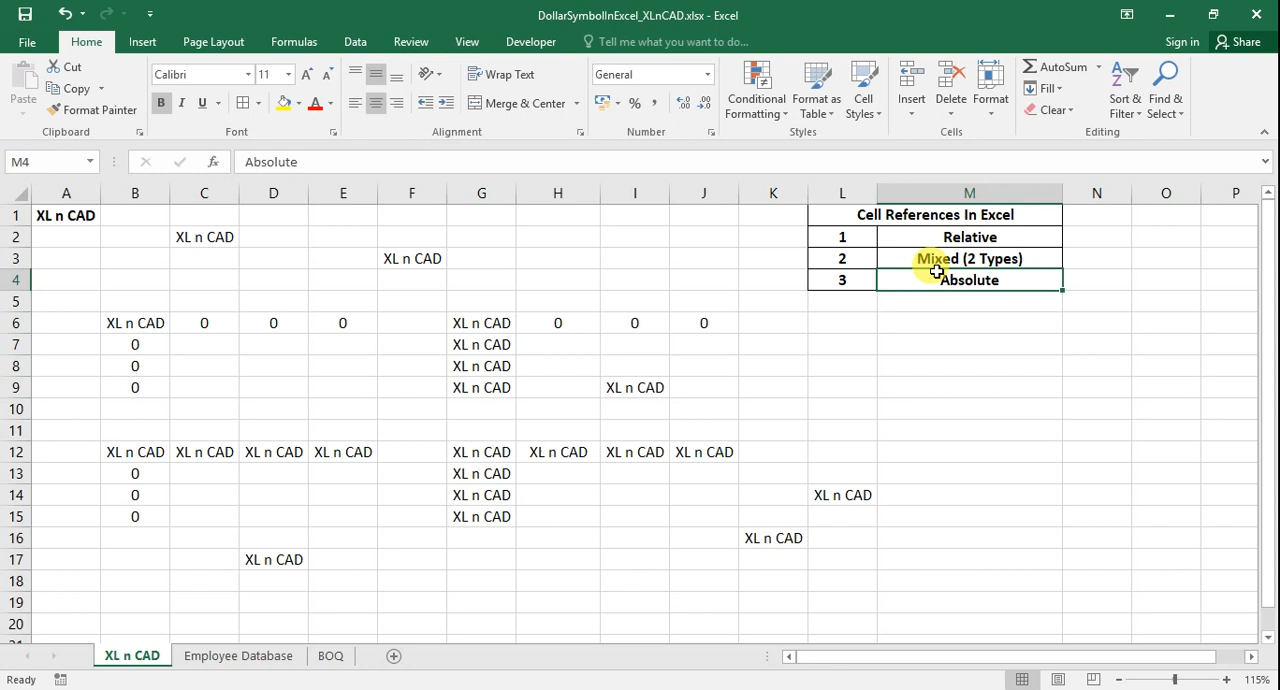 DollarSymbolInExcel_XLnCAD.xlsx - Excel
File Home Insert Page Layout Formulas Data Review View Developer Tell me what you want to do... Sign in Share
Paste Cut Copy Format Painter Clipboard
Calibri 11 B I U A Font
Wrap Text Merge & Center Alignment
General % , Number
Conditional Formatting Format as Table Cell Styles Styles
Insert Delete Format Cells
AutoSum Fill Clear Sort & Filter Find & Select Editing
M4 fx Absolute
A B C D E F G H I J K L M N O P
1 XL n CAD Cell References In Excel
2 XL n CAD 1 Relative
3 XL n CAD 2 Mixed (2 Types)
4 3 Absolute
5
6 XL n CAD 0 0 0 XL n CAD 0 0 0
7 0 XL n CAD
8 0 XL n CAD
9 0 XL n CAD XL n CAD
10
11
12 XL n CAD XL n CAD XL n CAD XL n CAD XL n CAD XL n CAD XL n CAD XL n CAD
13 0 XL n CAD
14 0 XL n CAD XL n CAD
15 0 XL n CAD
16 XL n CAD
17 XL n CAD
18
19
20
21
XL n CAD Employee Database BOQ
Ready 115%